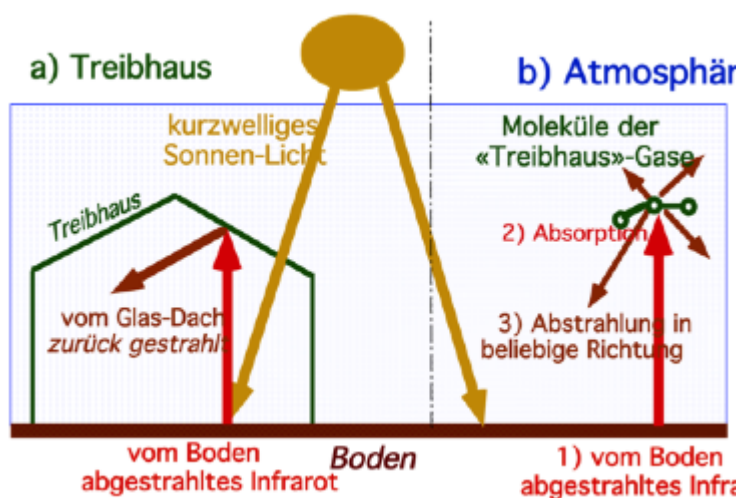 a) Treibhaus
b) Atmosphär
kurzwelliges
Sonnen-Licht
Moleküle der
«Treibhaus»-Gase
Treibhaus
2) Absorption
vom Glas-Dach
zurück gestrahlt
3) Abstrahlung in
beliebige Richtung
vom Boden
abgestrahltes Infrarot
Boden
1) vom Boden
abgestrahltes Infra